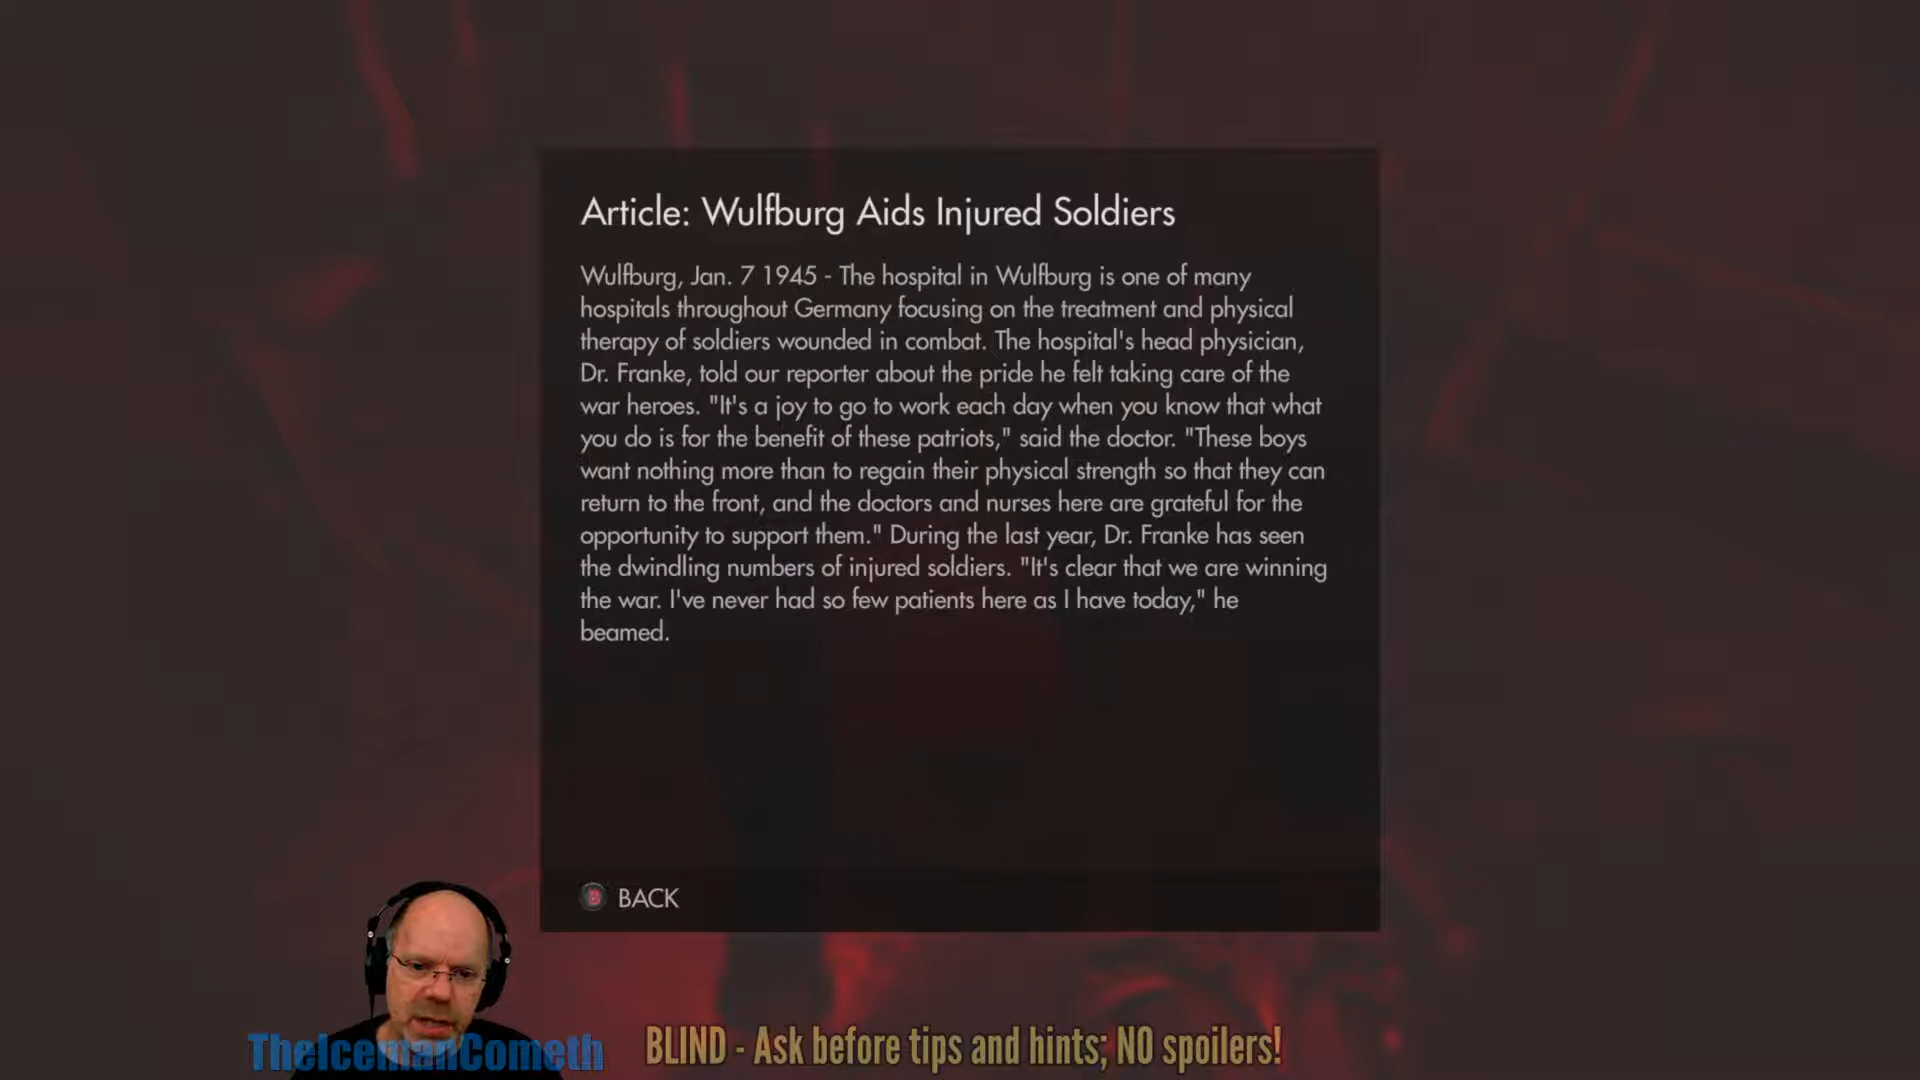 Article: Wulfburg Aids Injured Soldiers
Wulfburg, Jan. 7 1945 - The hospital in Wulfburg is one of many
hospitals throughout Germany focusing on the treatment and physical
therapy of soldiers wounded in combat. The hospital's head physician,
Dr. Franke, told our reporter about the pride he felt taking care of the
war heroes. "It's a joy to go to work each day when you know that what
you do is for the benefit of these patriots," said the doctor. "These boys
want nothing more than to regain their physical strength so that they can
return to the front, and the doctors and nurses here are grateful for the
opportunity to support them." During the last year, Dr. Franke has seen
the dwindling numbers of injured soldiers. "It's clear that we are winning
the war. I've never had so few patients here as I have today," he
beamed.
B BACK
TheIcemanCometh
BLIND - Ask before tips and hints; NO spoilers!